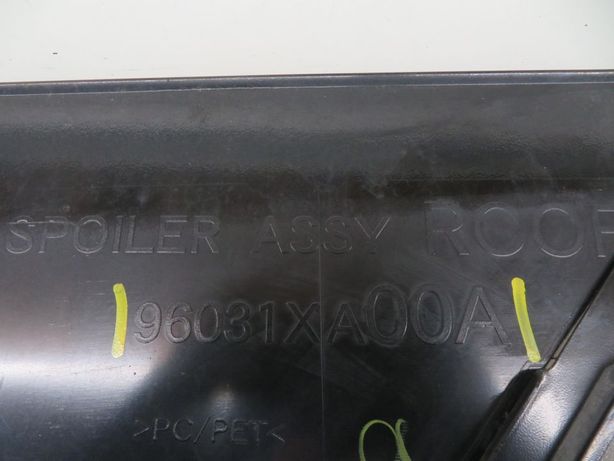 SPOILER ASSY ROOF
96031XA00A
>PC/PET<